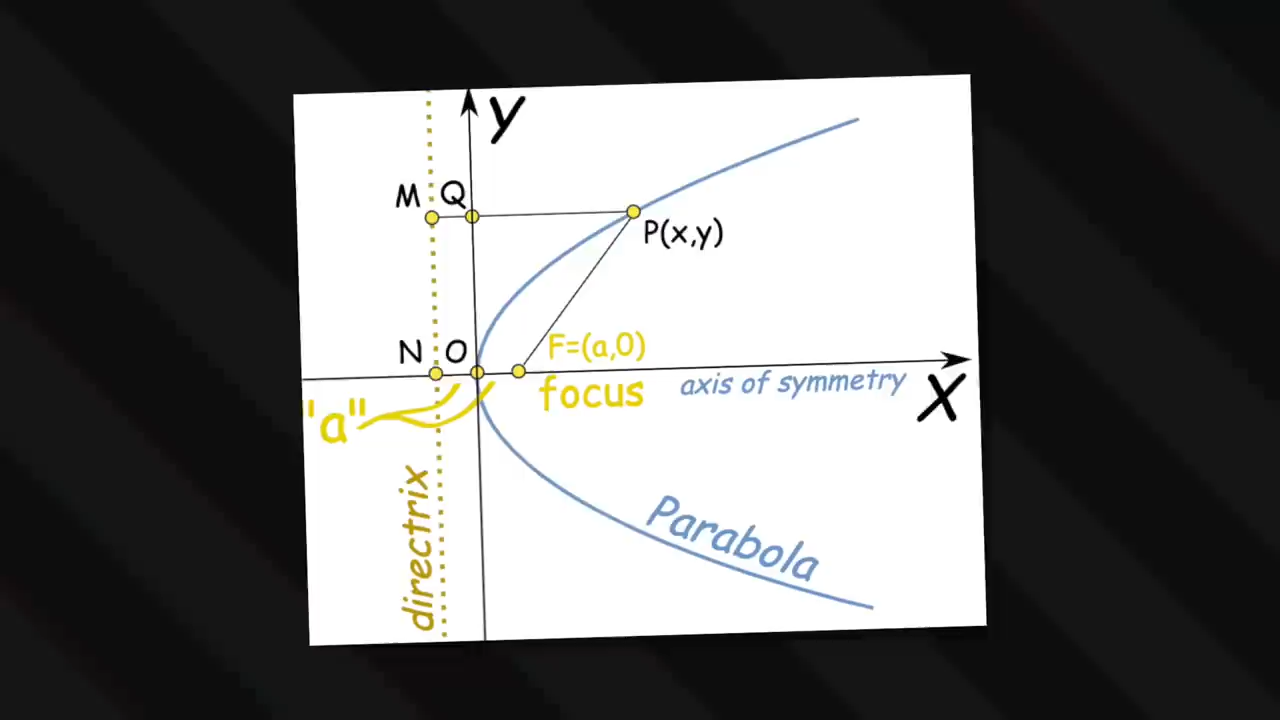 y
M Q
P(x,y)
N O
F=(a,0)
focus
axis of symmetry
X
"a"
directrix
Parabola